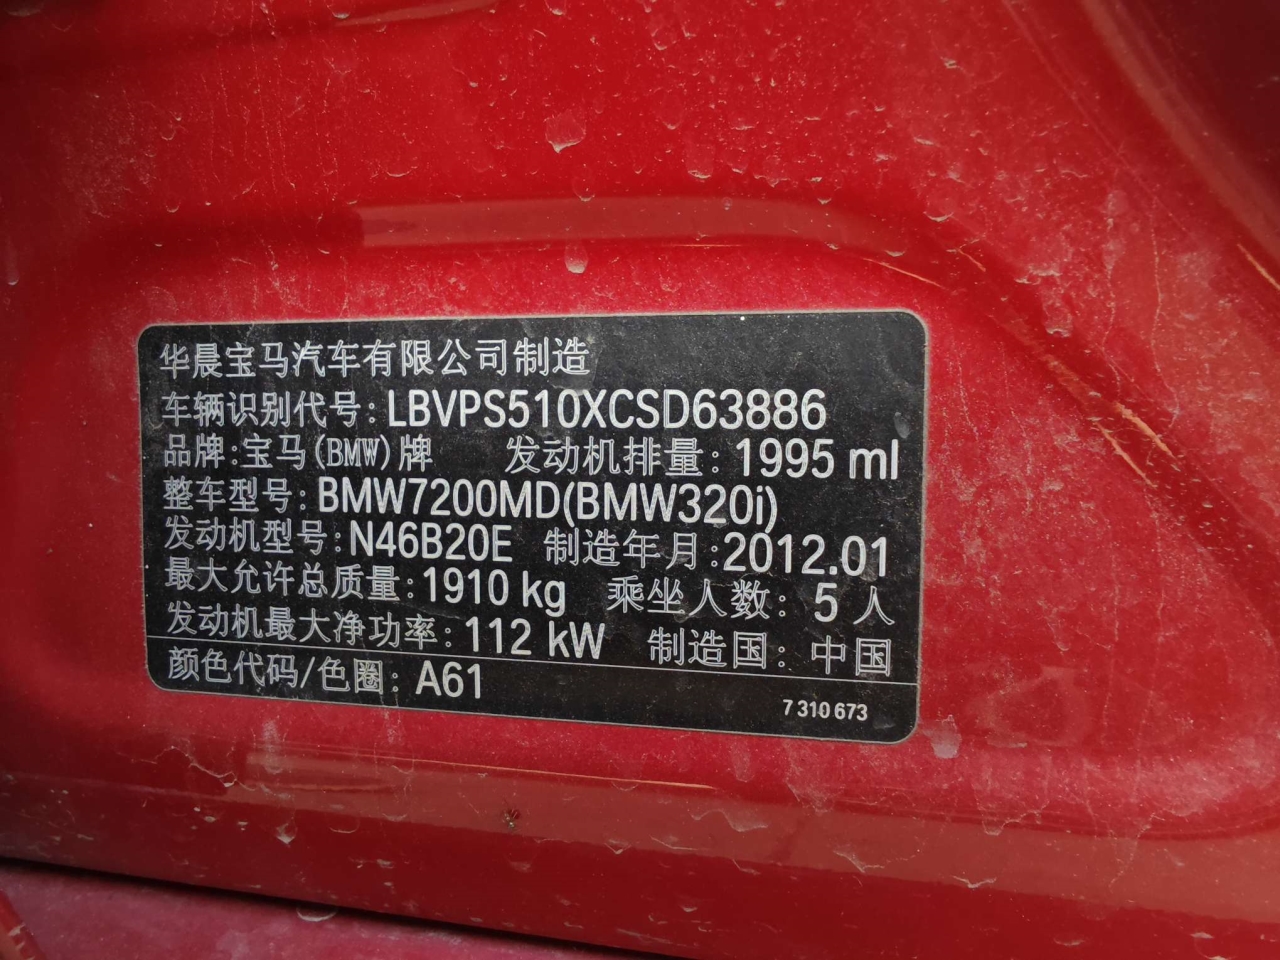 华晨宝马汽车有限公司制造
车辆识别代号：LBVPS510XCSD63886
品牌：宝马(BMW)牌 发动机排量：1995 ml
整车型号：BMW7200MD(BMW320i)
发动机型号：N46B20E 制造年月：2012.01
最大允许总质量：1910 kg 乘坐人数：5 人
发动机最大净功率：112 kW 制造国：中国
颜色代码/色圈：A61
7 310 673